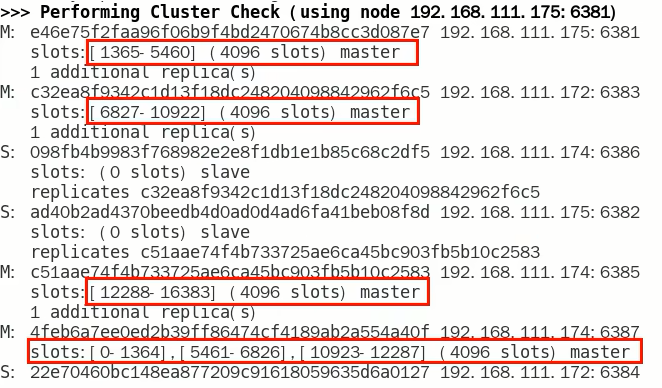 >>> Performing Cluster Check (using node 192.168.111.175:6381)
M: e46e75f2faa96f06b9f4bd2470674b8cc3d087e7 192.168.111.175:6381
slots:[1365-5460] (4096 slots) master
1 additional replica(s)
M: c32ea8f9342c1d13f18dc248204098842962f6c5 192.168.111.172:6383
slots:[6827-10922] (4096 slots) master
1 additional replica(s)
S: 098fb4b9983f768982e2e8f1db1e1b85c68c2df5 192.168.111.174:6386
slots: (0 slots) slave
replicates c32ea8f9342c1d13f18dc248204098842962f6c5
S: ad40b2ad4370beedb4d0ad0d4ad6fa41beb08f8d 192.168.111.175:6382
slots: (0 slots) slave
replicates c51aae74f4b733725ae6ca45bc903fb5b10c2583
M: c51aae74f4b733725ae6ca45bc903fb5b10c2583 192.168.111.174:6385
slots:[12288-16383] (4096 slots) master
1 additional replica(s)
M: 4feb6a7ee0ed2b39ff86474cf4189ab2a554a40f 192.168.111.174:6387
slots:[0-1364],[5461-6826],[10923-12287] (4096 slots) master
S: 22e70460bc148ea877209c91618059635d6a0127 192.168.111.172:6384